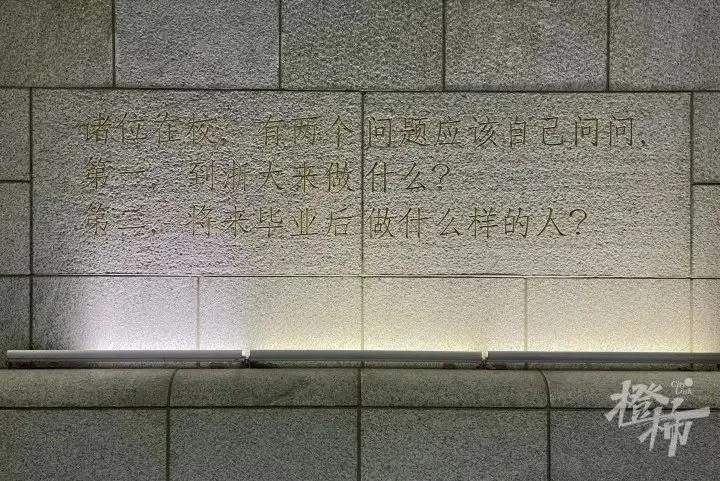 诸位在校，有两个问题应该自己问问，
第一，到浙大来做什么？
第二，将来毕业后做什么样的人？
City Link
橙柿